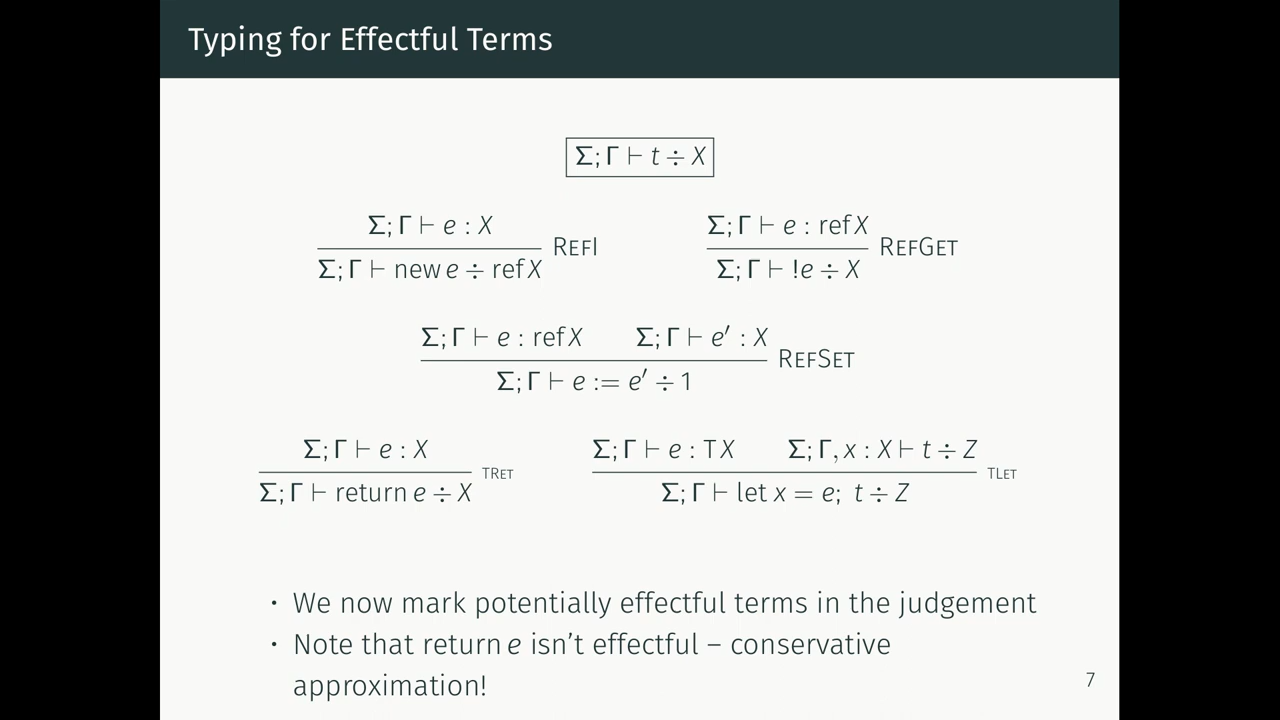 Typing for Effectful Terms
Σ; Γ ⊢ t ÷ X
Σ; Γ ⊢ e : X
Σ; Γ ⊢ new e ÷ ref X
REFI
Σ; Γ ⊢ e : ref X
Σ; Γ ⊢ !e ÷ X
REFGET
Σ; Γ ⊢ e : ref X Σ; Γ ⊢ e′ : X
Σ; Γ ⊢ e := e′ ÷ 1
REFSET
Σ; Γ ⊢ e : X
Σ; Γ ⊢ return e ÷ X
TRET
Σ; Γ ⊢ e : T X Σ; Γ, x : X ⊢ t ÷ Z
Σ; Γ ⊢ let x = e; t ÷ Z
TLET
• We now mark potentially effectful terms in the judgement
• Note that return e isn’t effectful – conservative
approximation!
7